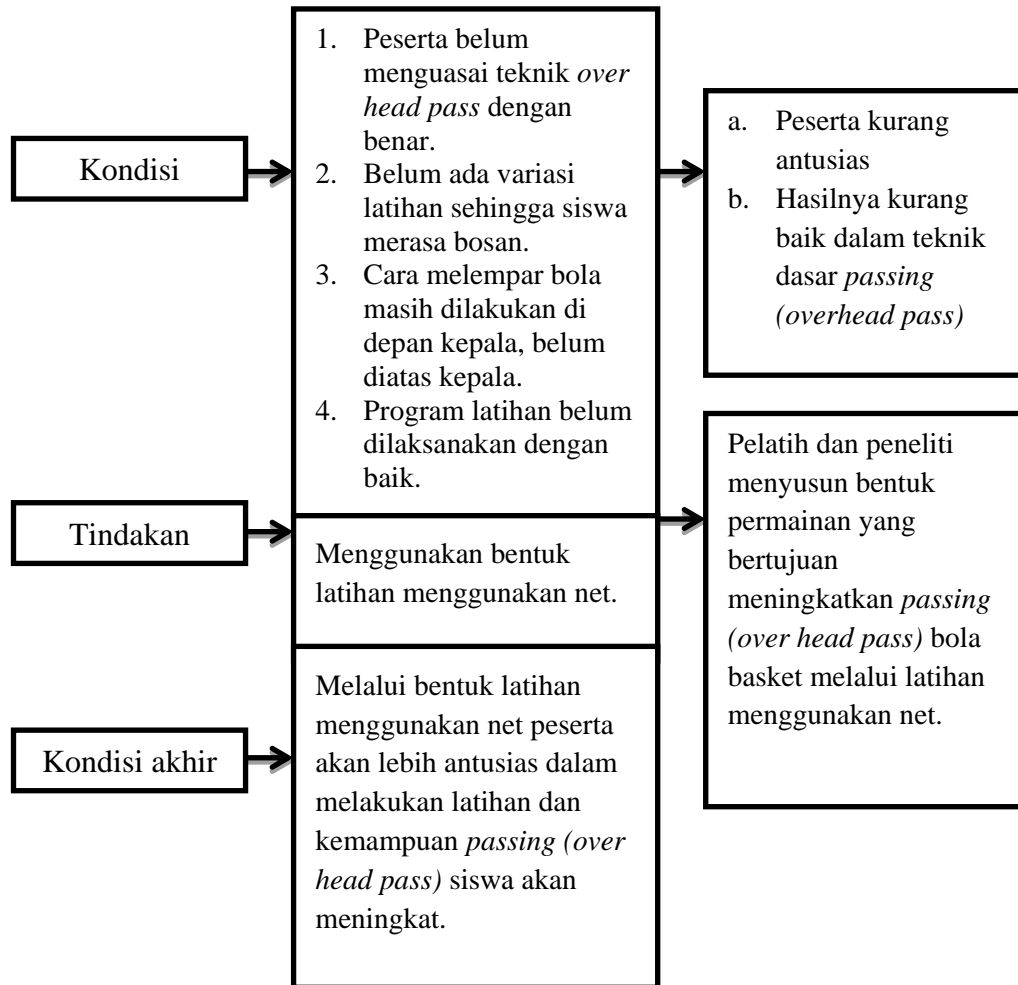 Kondisi
1. Peserta belum
menguasai teknik over
head pass dengan
benar.
2. Belum ada variasi
latihan sehingga siswa
merasa bosan.
3. Cara melempar bola
masih dilakukan di
depan kepala, belum
diatas kepala.
4. Program latihan belum
dilaksanakan dengan
baik.
a. Peserta kurang
antusias
b. Hasilnya kurang
baik dalam teknik
dasar passing
(overhead pass)
Tindakan
Menggunakan bentuk
latihan menggunakan net.
Pelatih dan peneliti
menyusun bentuk
permainan yang
bertujuan
meningkatkan passing
(over head pass) bola
basket melalui latihan
menggunakan net.
Kondisi akhir
Melalui bentuk latihan
menggunakan net peserta
akan lebih antusias dalam
melakukan latihan dan
kemampuan passing (over
head pass) siswa akan
meningkat.